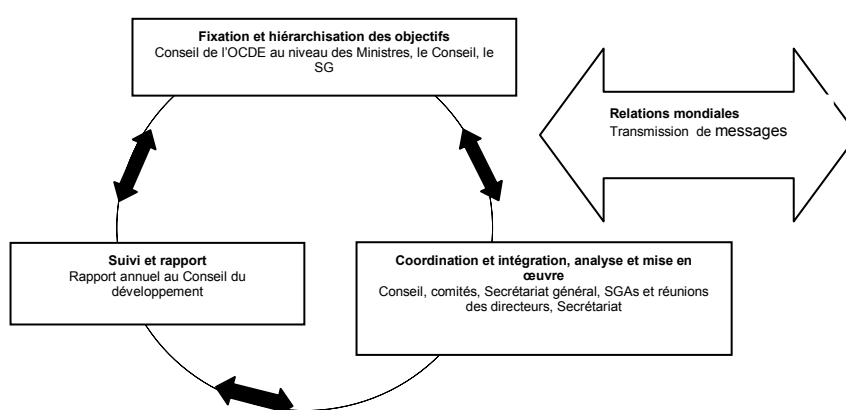 Fixation et hiérarchisation des objectifs
Conseil de l'OCDE au niveau des Ministres, le Conseil, le
SG
Relations mondiales
Transmission de messages
Suivi et rapport
Rapport annuel au Conseil du
développement
Coordination et intégration, analyse et mise en
œuvre
Conseil, comités, Secrétariat général, SGAs et réunions
des directeurs, Secrétariat